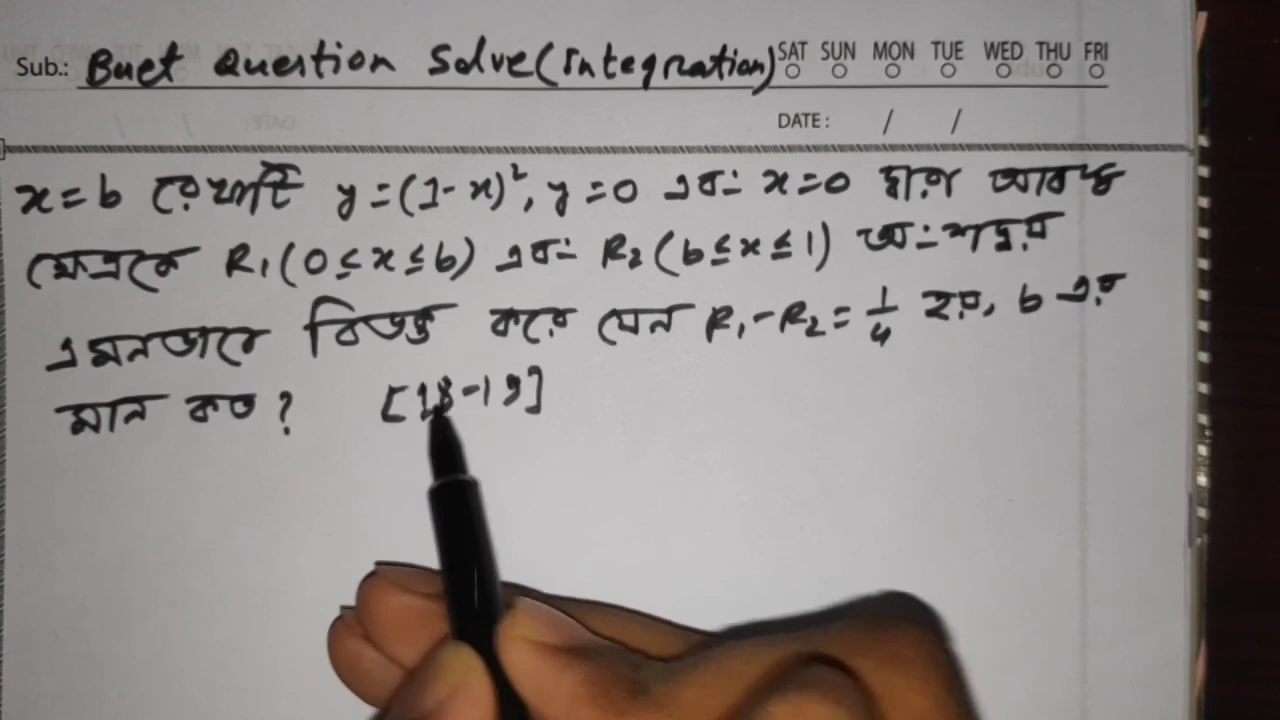 Sub.: Buet Question Solve (Integration) SAT SUN MON TUE WED THU FRI
DATE: / /
x = b রেখাটি y = (1-x)², y = 0 এবং x = 0 দ্বারা আবদ্ধ
ক্ষেত্রকে R₁ (0 ≤ x ≤ b) এবং R₂ (b ≤ x ≤ 1) অংশদ্বয়ে
এমনভাবে বিভক্ত করে যেন R₁ - R₂ = 1/4 হয়, b এর
মান কত? [18-19]